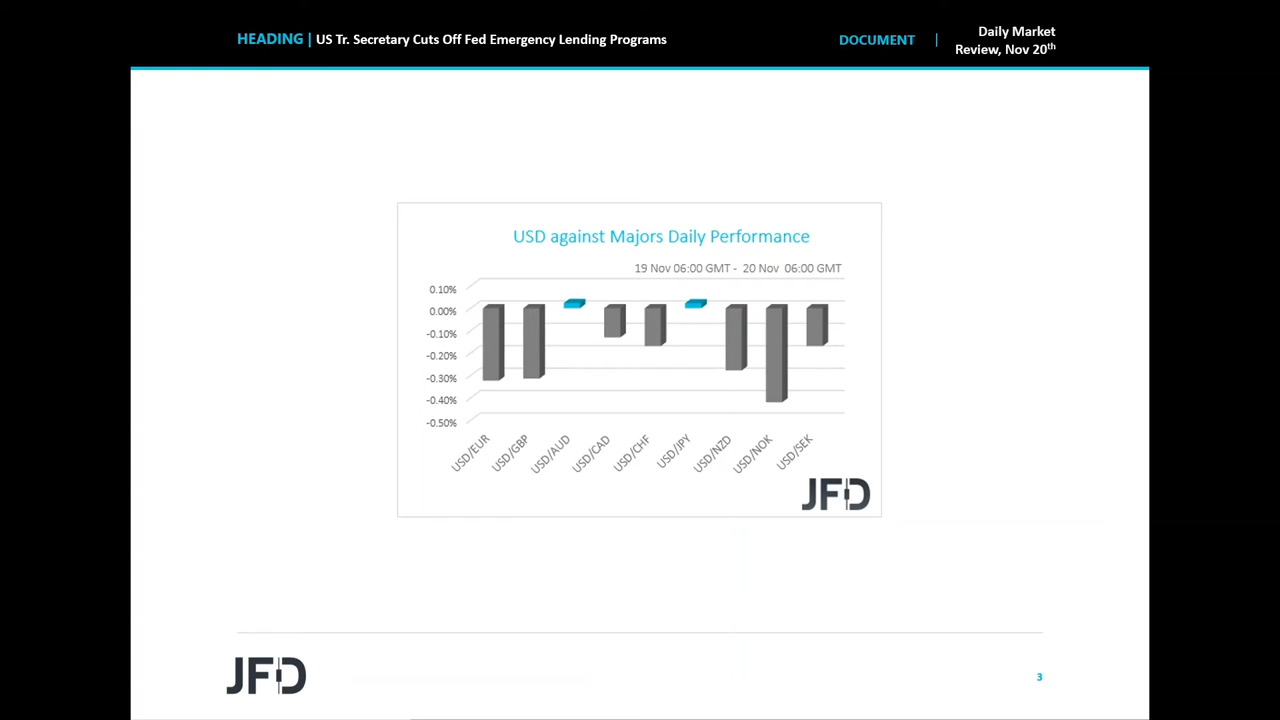 HEADING | US Tr. Secretary Cuts Off Fed Emergency Lending Programs
DOCUMENT | Daily Market
Review, Nov 20th
USD against Majors Daily Performance
19 Nov 06:00 GMT - 20 Nov 06:00 GMT
0.10%
0.00%
-0.10%
-0.20%
-0.30%
-0.40%
-0.50%
USD/EUR
USD/GBP
USD/AUD
USD/CAD
USD/CHF
USD/JPY
USD/NZD
USD/NOK
USD/SEK
JFD
JFD
3